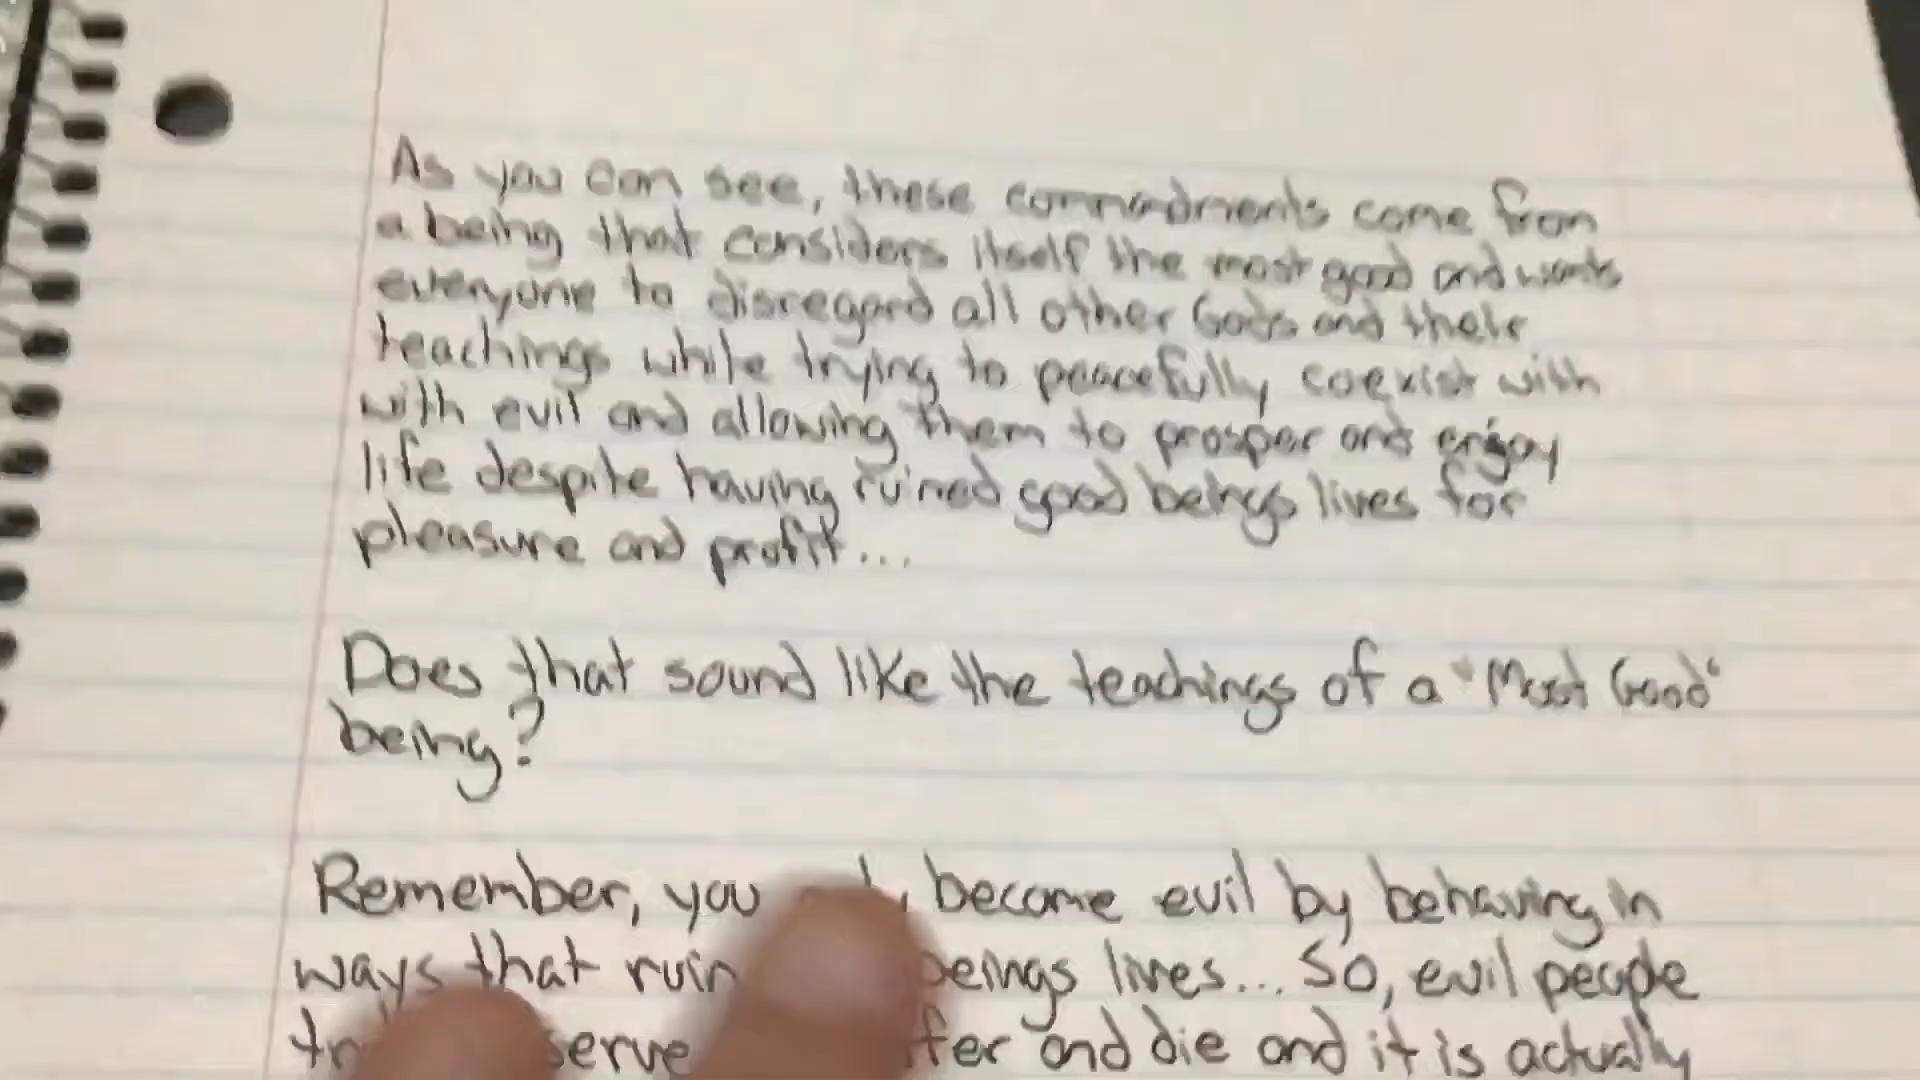 As you can see, these commadments come from
a being that considers itself the most good and wants
everyone to disregard all other Gods and their
teachings while trying to peacefully coexist with
with evil and allowing them to prosper and enjoy
life despite having ruined good beings lives for
pleasure and profit...
Does that sound like the teachings of a "Most Good"
being?
Remember, you become evil by behaving in
ways that ruin beings lives... So, evil people
and die and it is actually